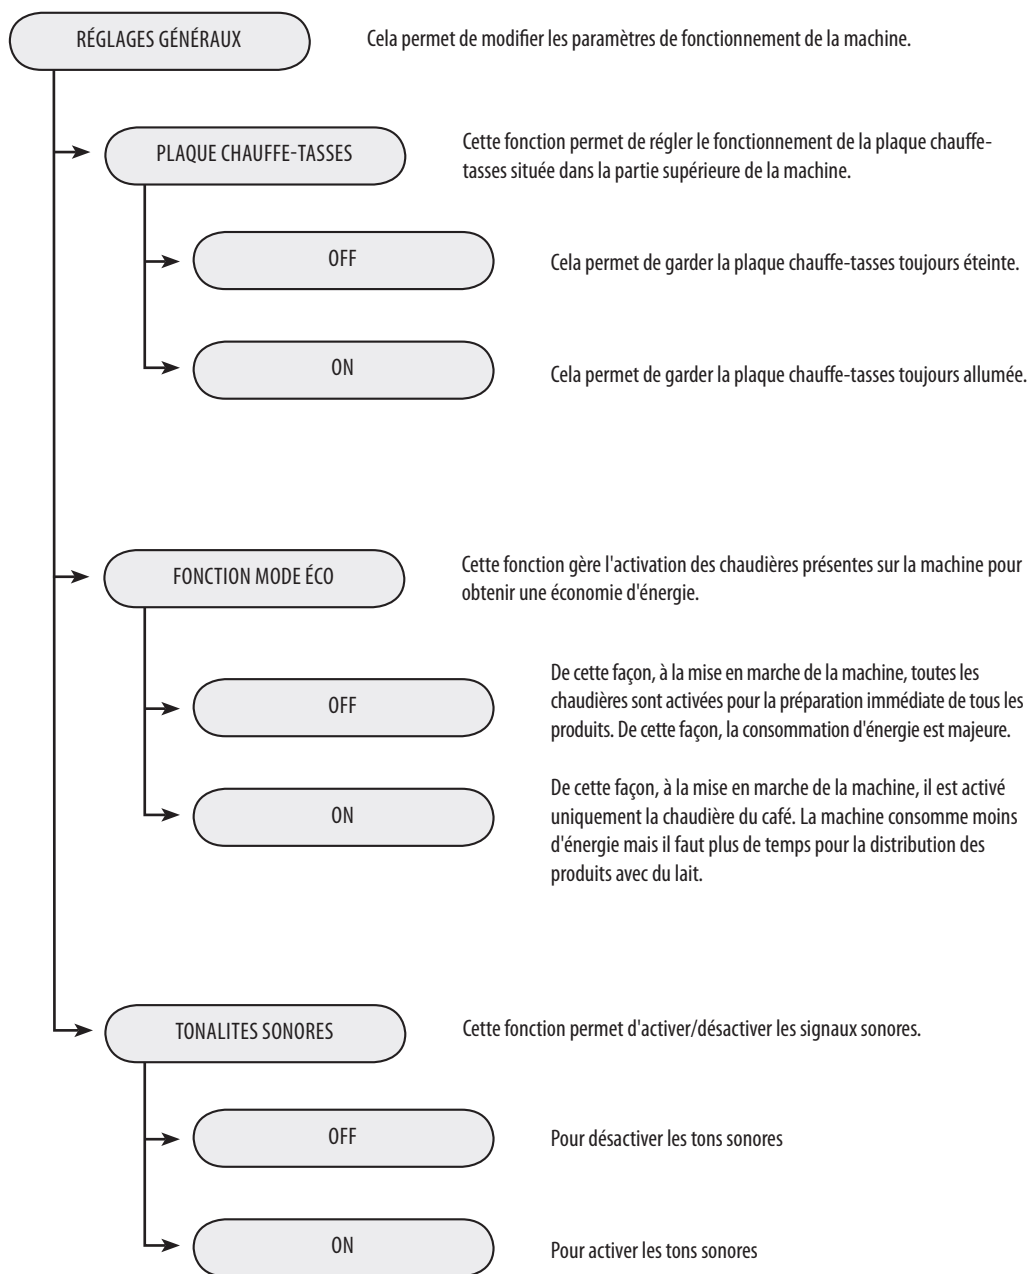 RÉGLAGES GÉNÉRAUX
Cela permet de modifier les paramètres de fonctionnement de la machine.
PLAQUE CHAUFFE-TASSES
Cette fonction permet de régler le fonctionnement de la plaque chauffe-
tasses située dans la partie supérieure de la machine.
OFF
Cela permet de garder la plaque chauffe-tasses toujours éteinte.
ON
Cela permet de garder la plaque chauffe-tasses toujours allumée.
FONCTION MODE ÉCO
Cette fonction gère l'activation des chaudières présentes sur la machine pour
obtenir une économie d'énergie.
OFF
De cette façon, à la mise en marche de la machine, toutes les
chaudières sont activées pour la préparation immédiate de tous les
produits. De cette façon, la consommation d'énergie est majeure.
ON
De cette façon, à la mise en marche de la machine, il est activé
uniquement la chaudière du café. La machine consomme moins
d'énergie mais il faut plus de temps pour la distribution des
produits avec du lait.
TONALITES SONORES
Cette fonction permet d'activer/désactiver les signaux sonores.
OFF
Pour désactiver les tons sonores
ON
Pour activer les tons sonores